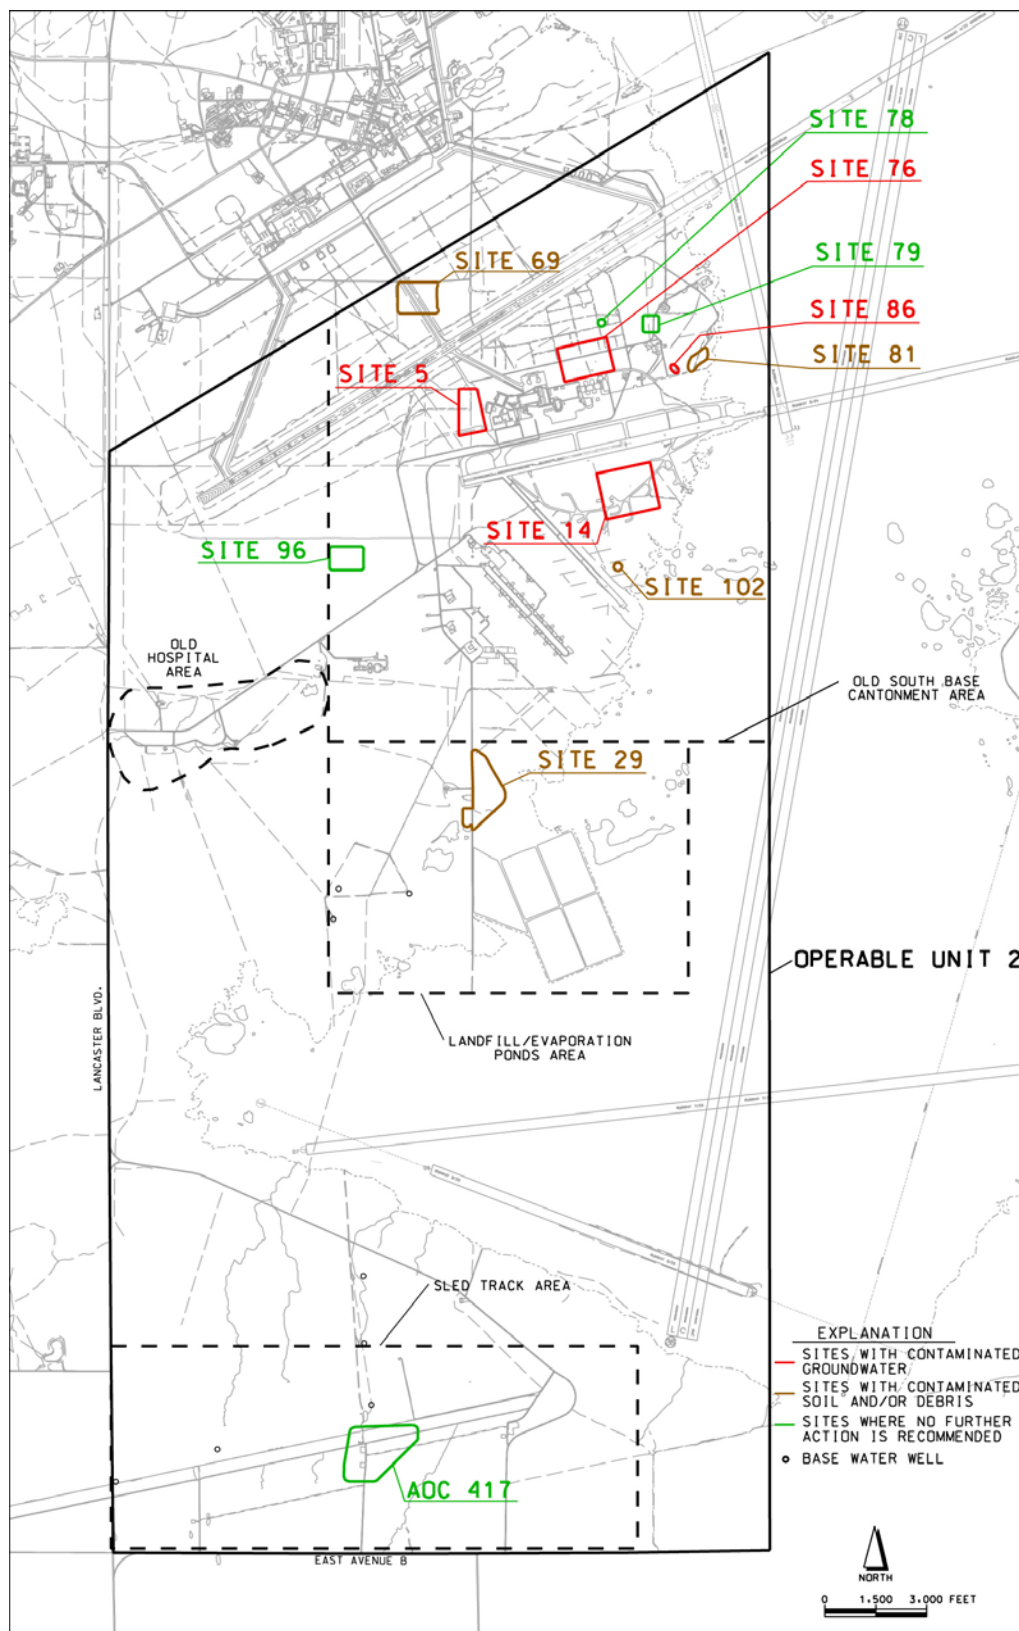 SITE 78
SITE 76
SITE 69
SITE 79
SITE 86
SITE 5
SITE 81
SITE 14
SITE 96
SITE 102
OLD
HOSPITAL
AREA
OLD SOUTH BASE
CANTONMENT AREA
SITE 29
OPERABLE UNIT 2
LANCASTER BLVD.
LANDFILL/EVAPORATION
PONDS AREA
SLED TRACK AREA
EXPLANATION
SITES WITH CONTAMINATED
GROUNDWATER
SITES WITH CONTAMINATED
SOIL AND/OR DEBRIS
SITES WHERE NO FURTHER
ACTION IS RECOMMENDED
BASE WATER WELL
AOC 417
EAST AVENUE B
NORTH
0 1,500 3,000 FEET